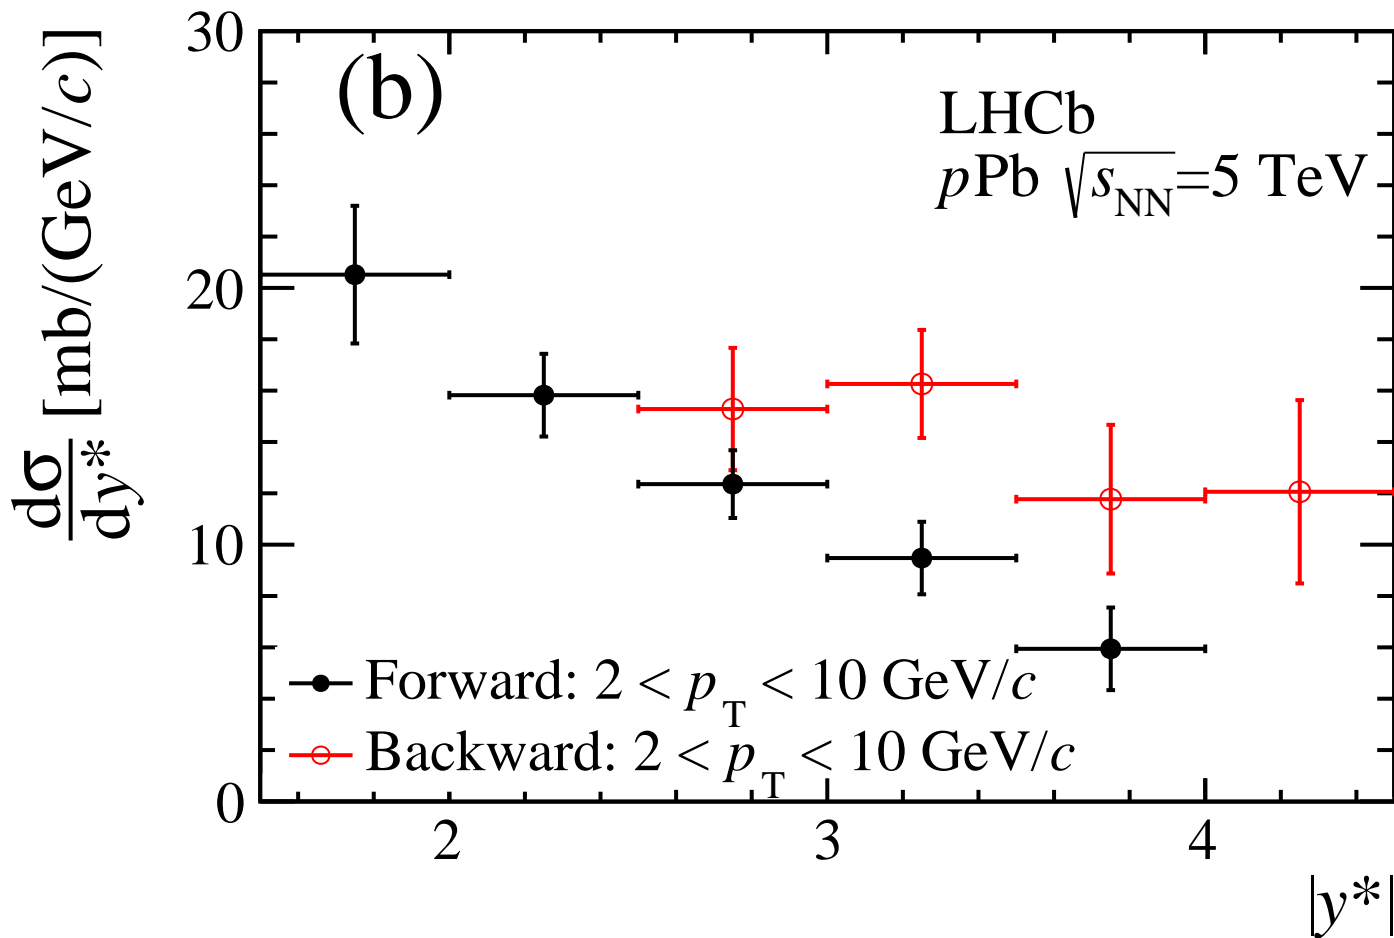 30
(b)
LHCb
pPb √sNN=5 TeV
dσ/dy* [mb/(GeV/c)]
20
10
Forward: 2 < pT < 10 GeV/c
Backward: 2 < pT < 10 GeV/c
0
2 3 4
|y*|